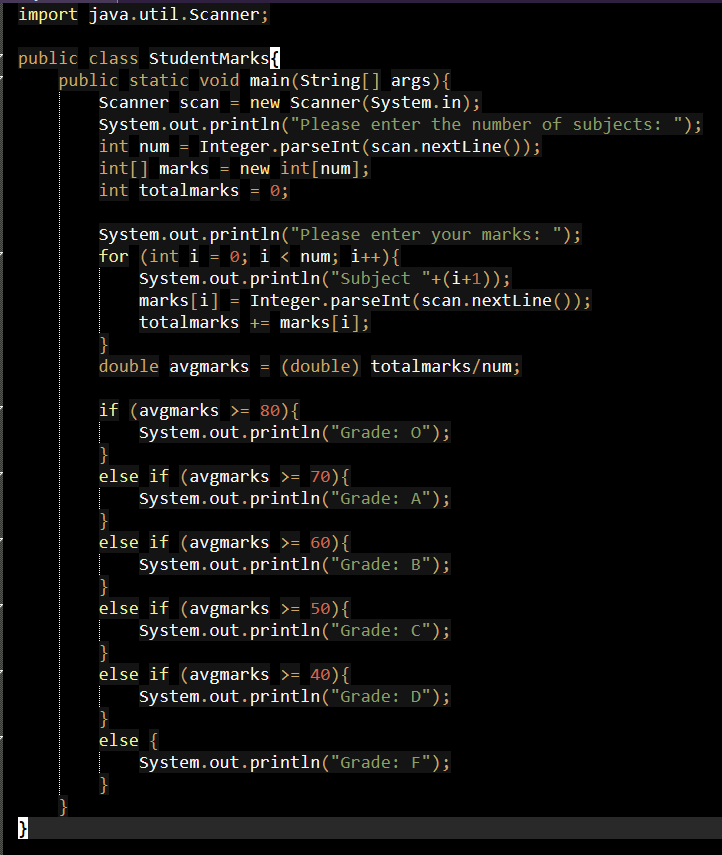 import java.util.Scanner;

public class StudentMarks{
    public static void main(String[] args){
        Scanner scan = new Scanner(System.in);
        System.out.println("Please enter the number of subjects: ");
        int num = Integer.parseInt(scan.nextLine());
        int[] marks = new int[num];
        int totalmarks = 0;

        System.out.println("Please enter your marks: ");
        for (int i = 0; i < num; i++){
            System.out.println("Subject "+(i+1));
            marks[i] = Integer.parseInt(scan.nextLine());
            totalmarks += marks[i];
        }
        double avgmarks = (double) totalmarks/num;

        if (avgmarks >= 80){
            System.out.println("Grade: O");
        }
        else if (avgmarks >= 70){
            System.out.println("Grade: A");
        }
        else if (avgmarks >= 60){
            System.out.println("Grade: B");
        }
        else if (avgmarks >= 50){
            System.out.println("Grade: C");
        }
        else if (avgmarks >= 40){
            System.out.println("Grade: D");
        }
        else {
            System.out.println("Grade: F");
        }
    }
}